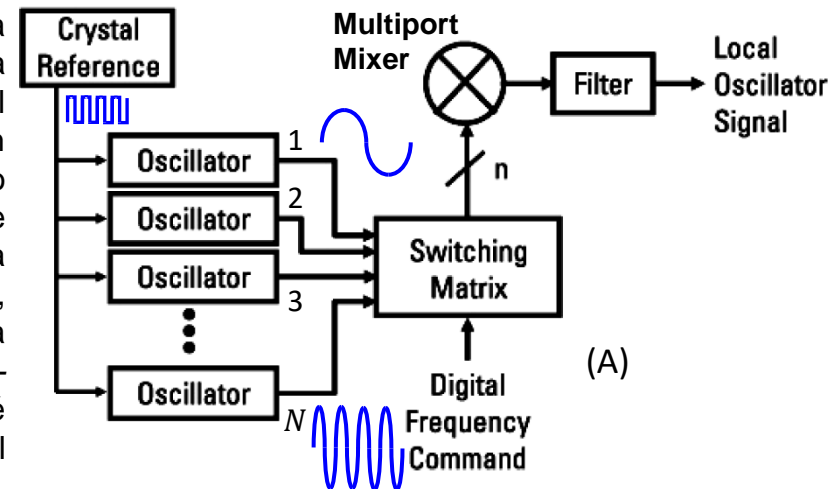 Crystal
Reference
Multiport
Mixer
Filter
Local
Oscillator
Signal
Oscillator
1
Oscillator
2
Oscillator
3
Oscillator
N
n
Switching
Matrix
Digital
Frequency
Command
(A)
a
a
l
n
o
e
a
,
a
-
é
l